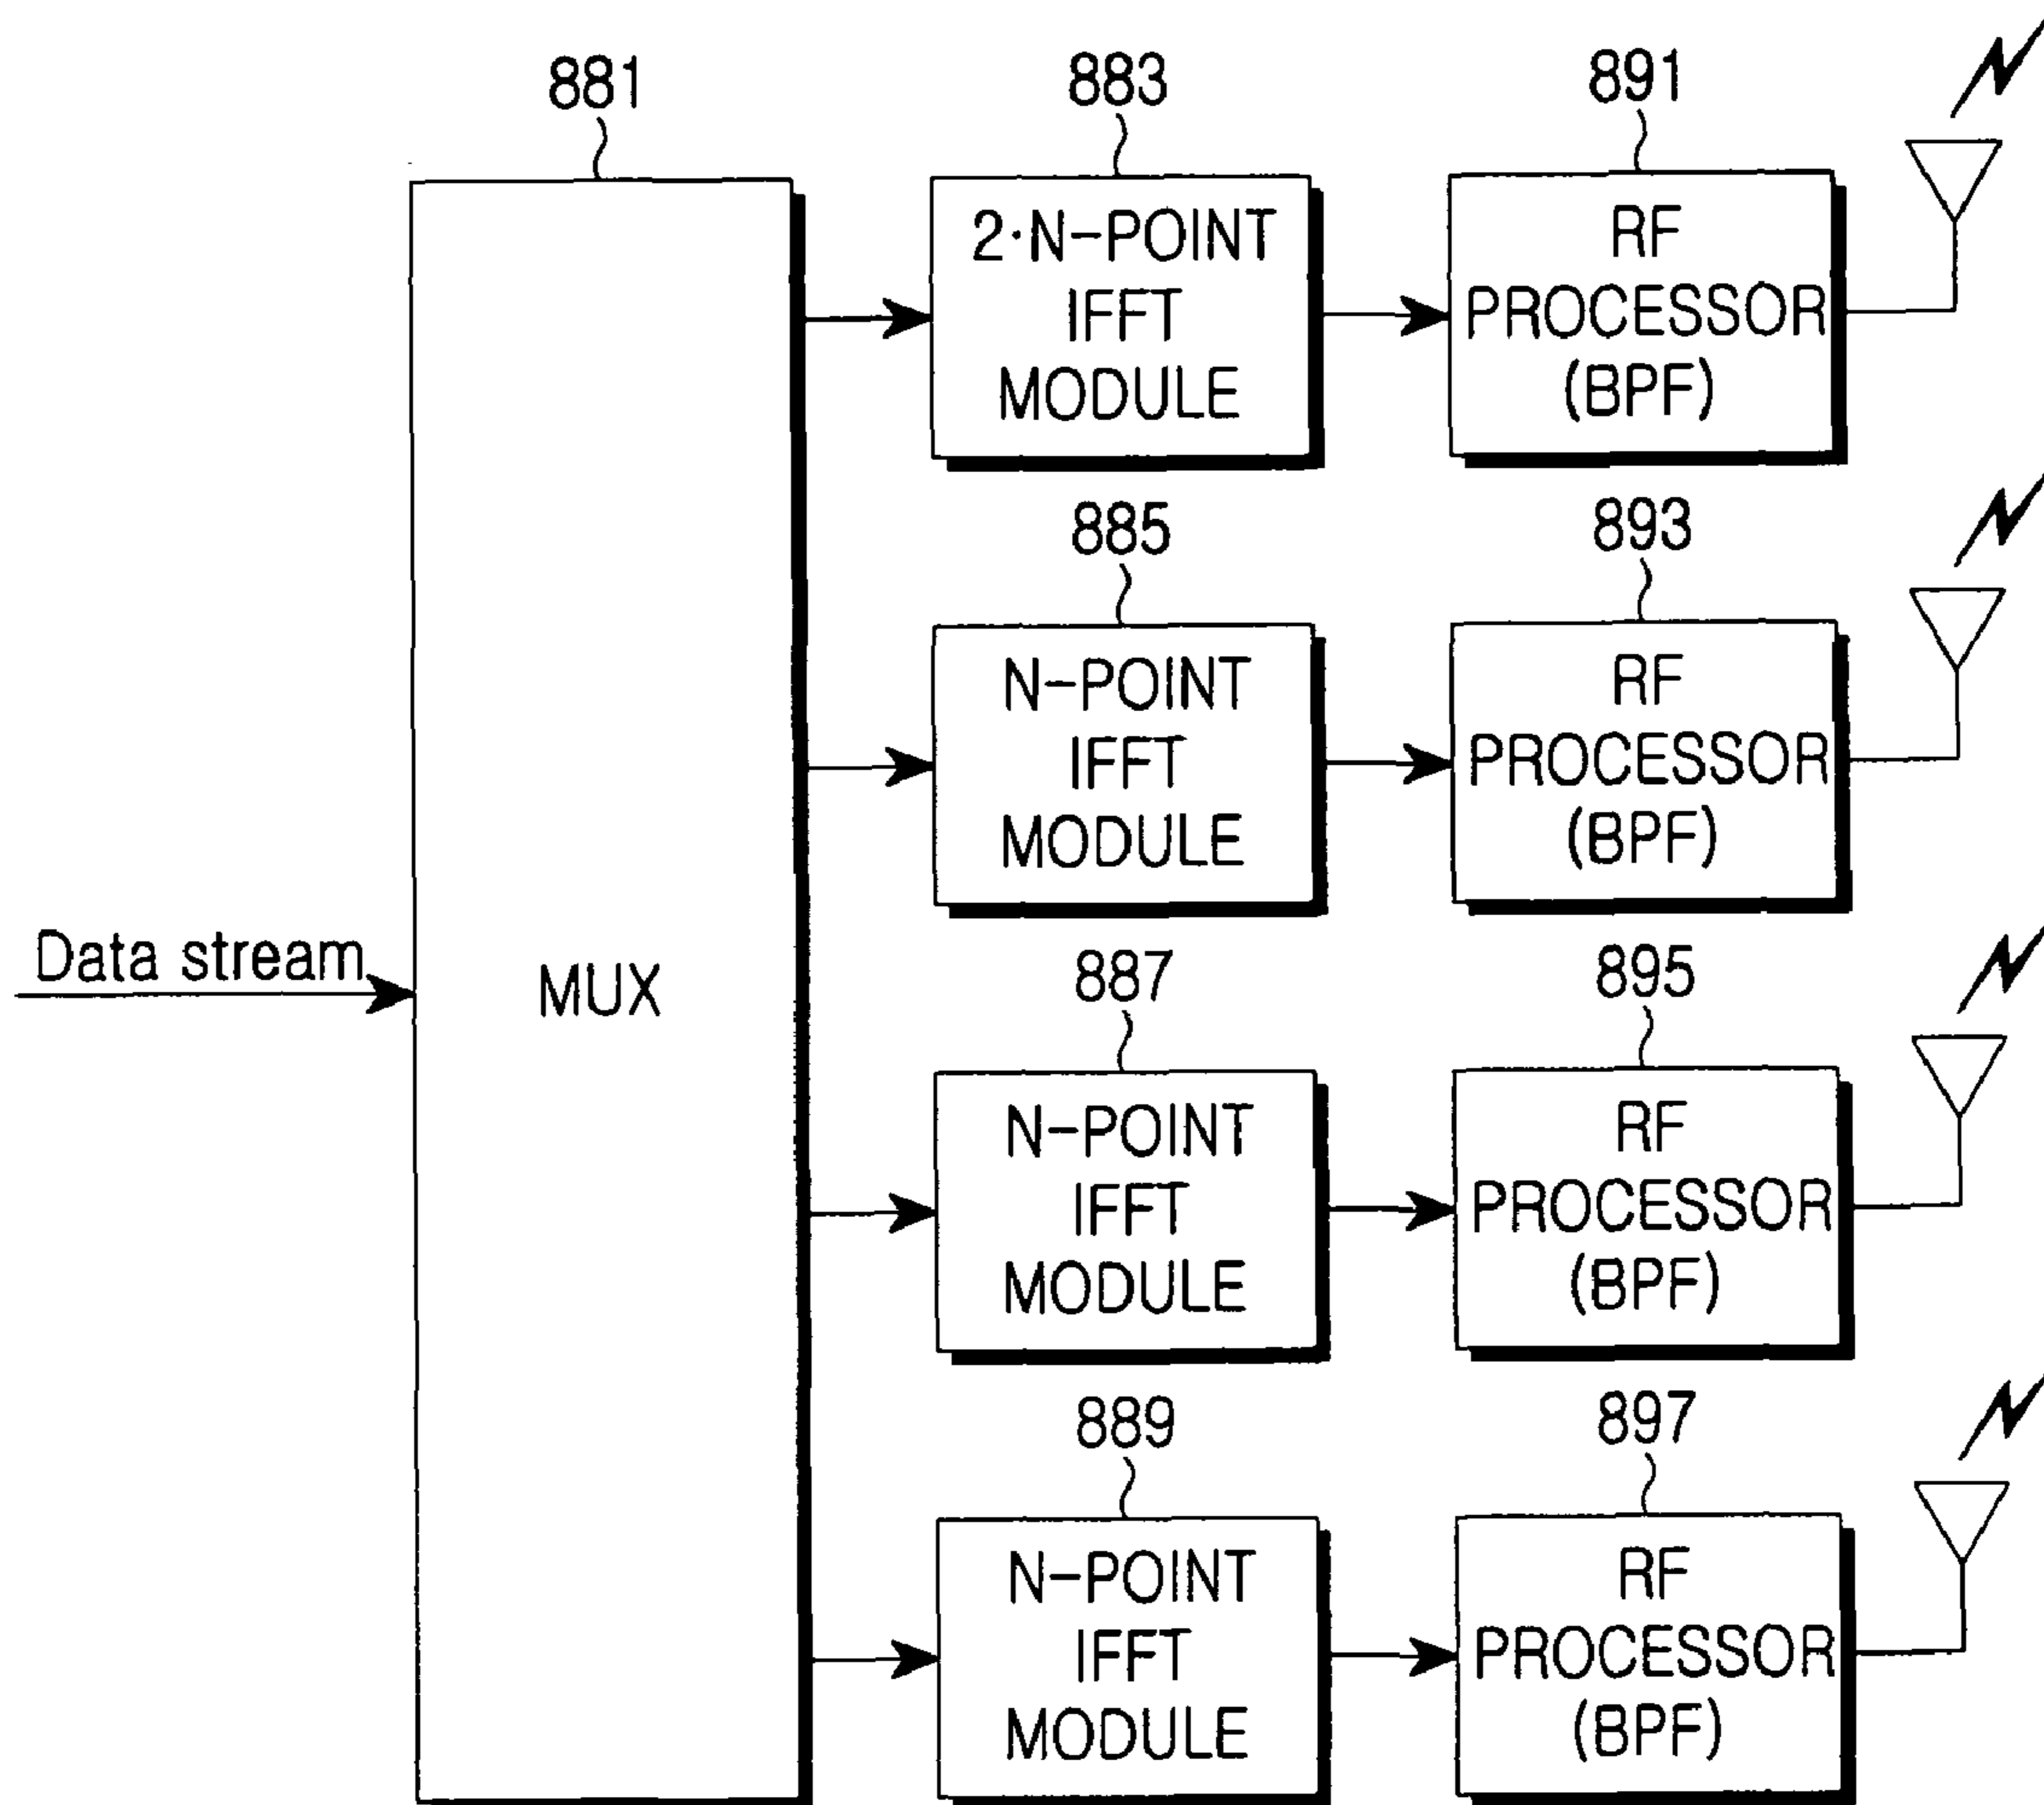 881
883
891
2·N-POINT
IFFT
MODULE
RF
PROCESSOR
(BPF)
885
893
N-POINT
IFFT
MODULE
RF
PROCESSOR
(BPF)
Data stream
MUX
887
895
N-POINT
IFFT
MODULE
RF
PROCESSOR
(BPF)
889
897
N-POINT
IFFT
MODULE
RF
PROCESSOR
(BPF)